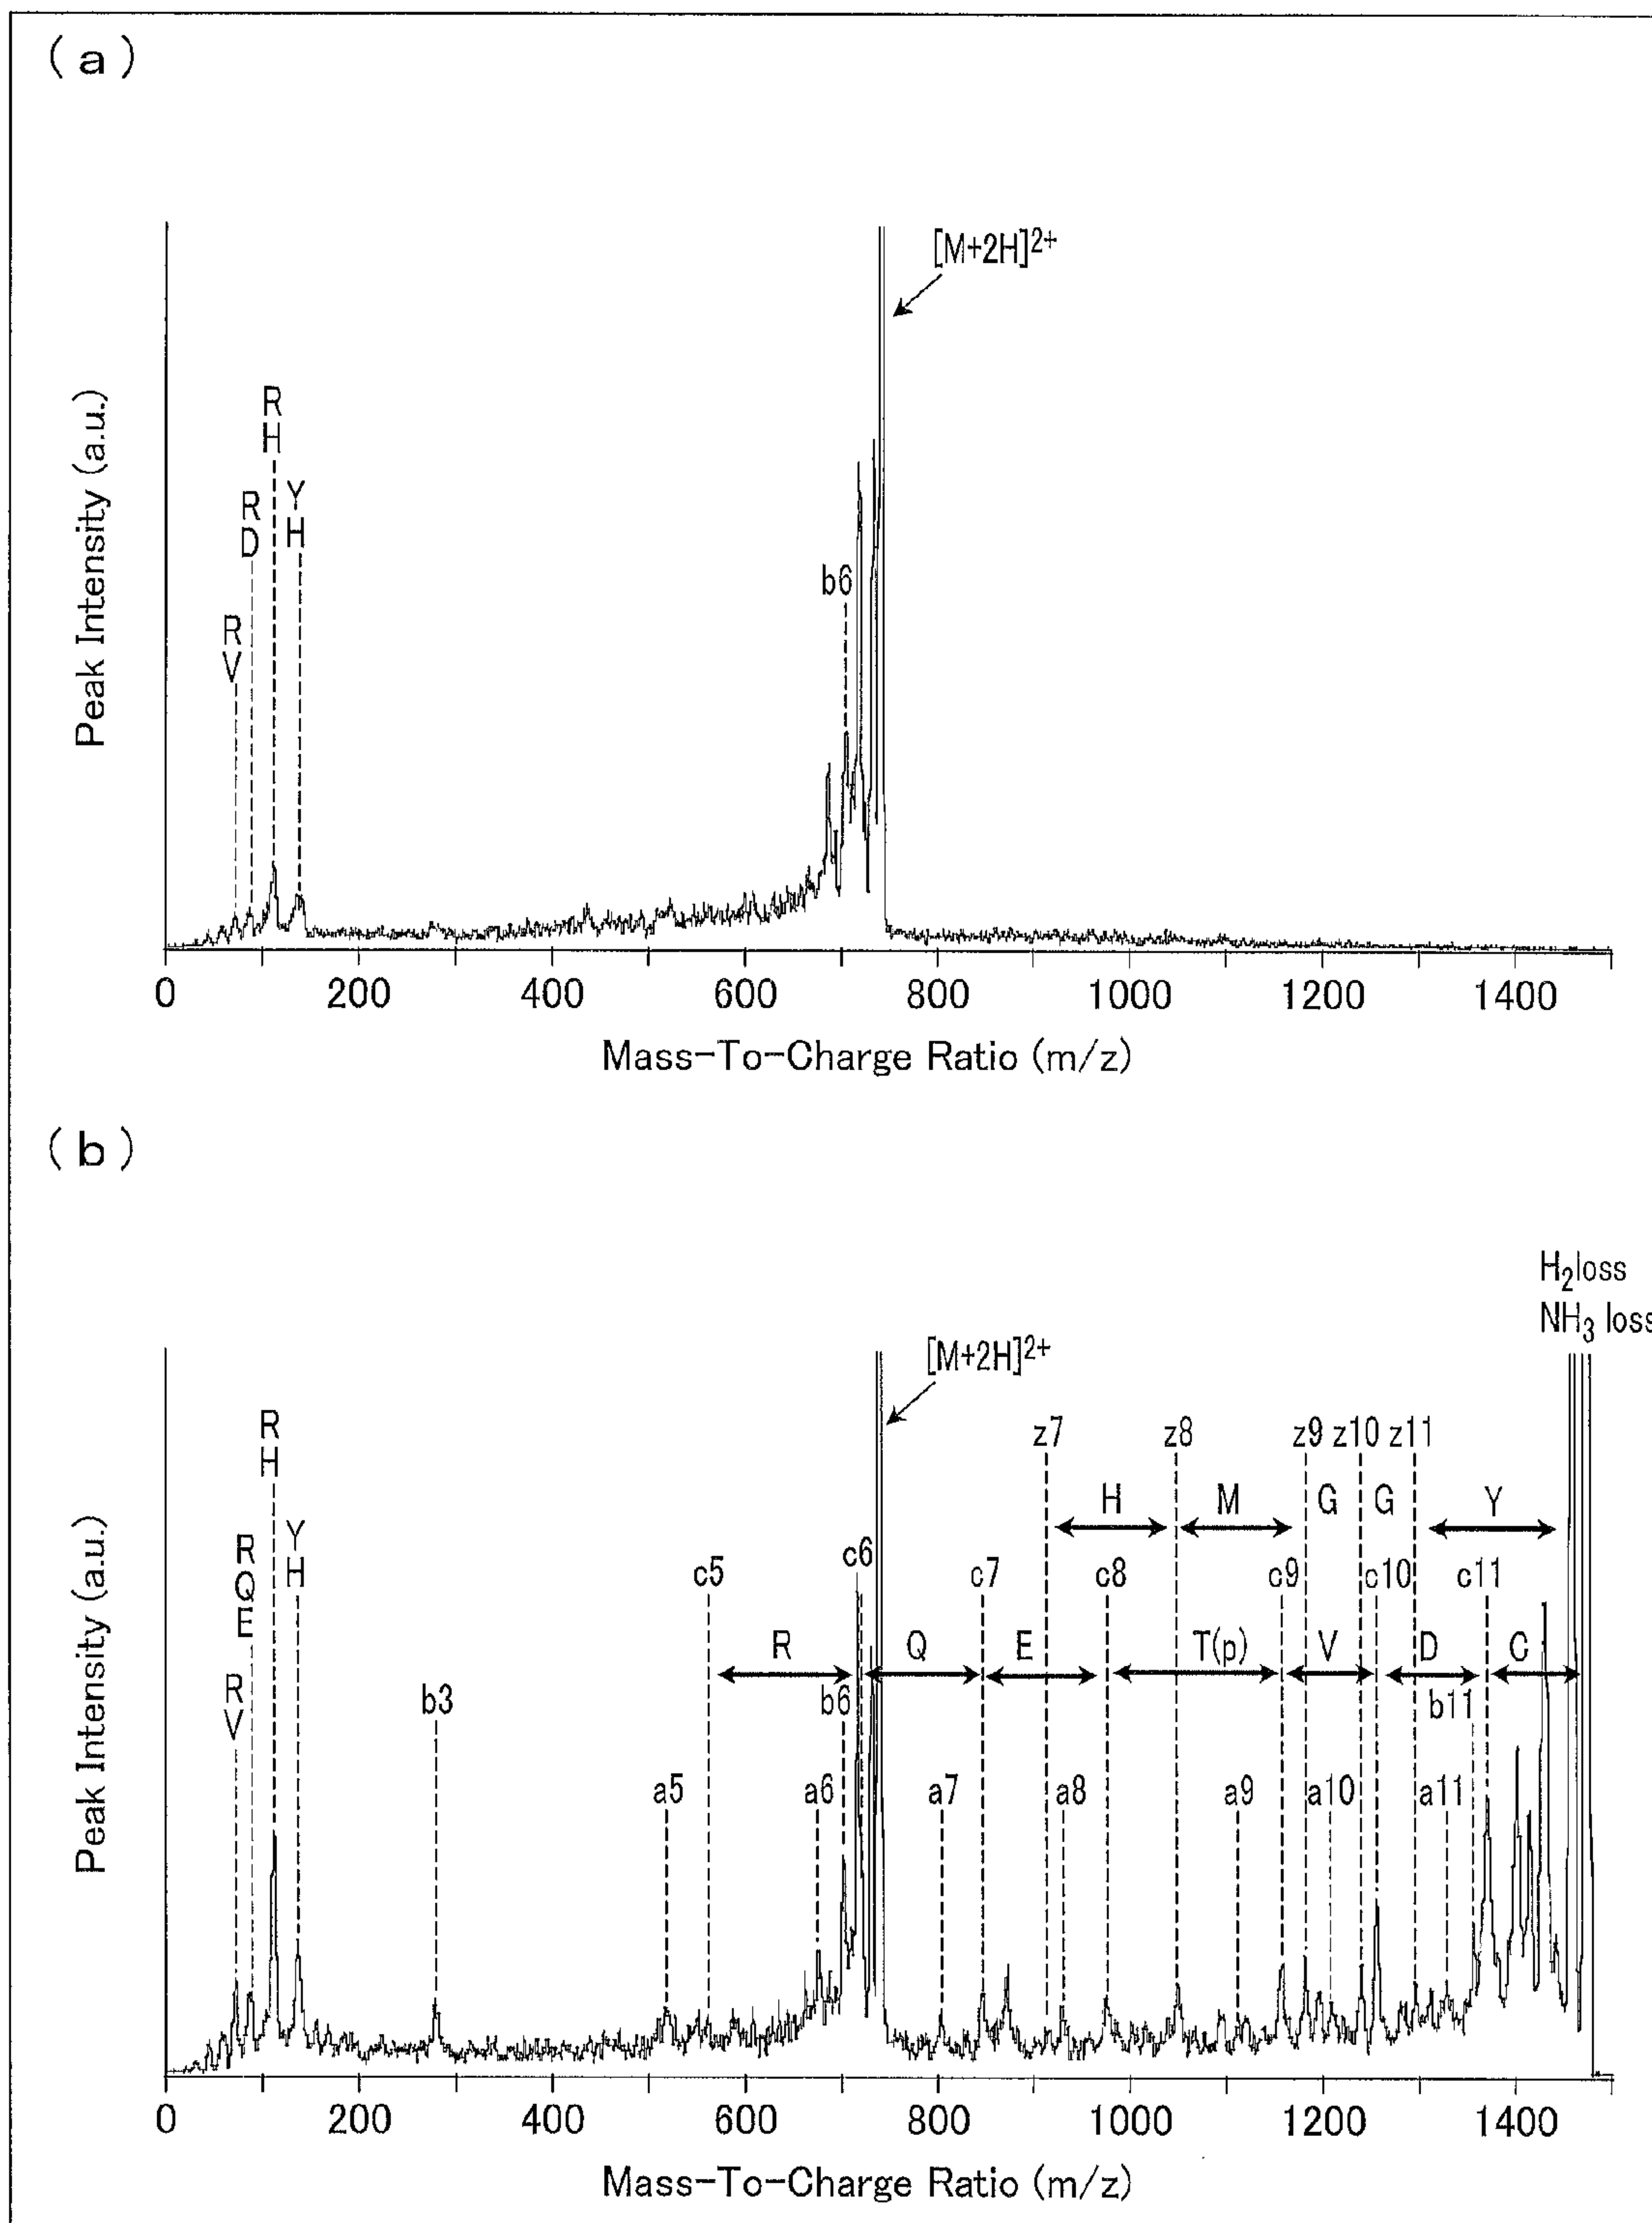 (a)
[M+2H]²⁺
R
H
R
D
Y
H
b6
R
V
Peak Intensity (a.u.)
0 200 400 600 800 1000 1200 1400
Mass-To-Charge Ratio (m/z)
(b)
H₂loss
NH₃ loss
[M+2H]²⁺
R
H
z7 z8 z9 z10 z11
H M G G Y
R
Q
E
Y
H
c5 c6 c7 c8 c9 c10 c11
R Q E T(p) V D C
R
V
b3 b6 b11
a5 a6 a7 a8 a9 a10 a11
Peak Intensity (a.u.)
0 200 400 600 800 1000 1200 1400
Mass-To-Charge Ratio (m/z)